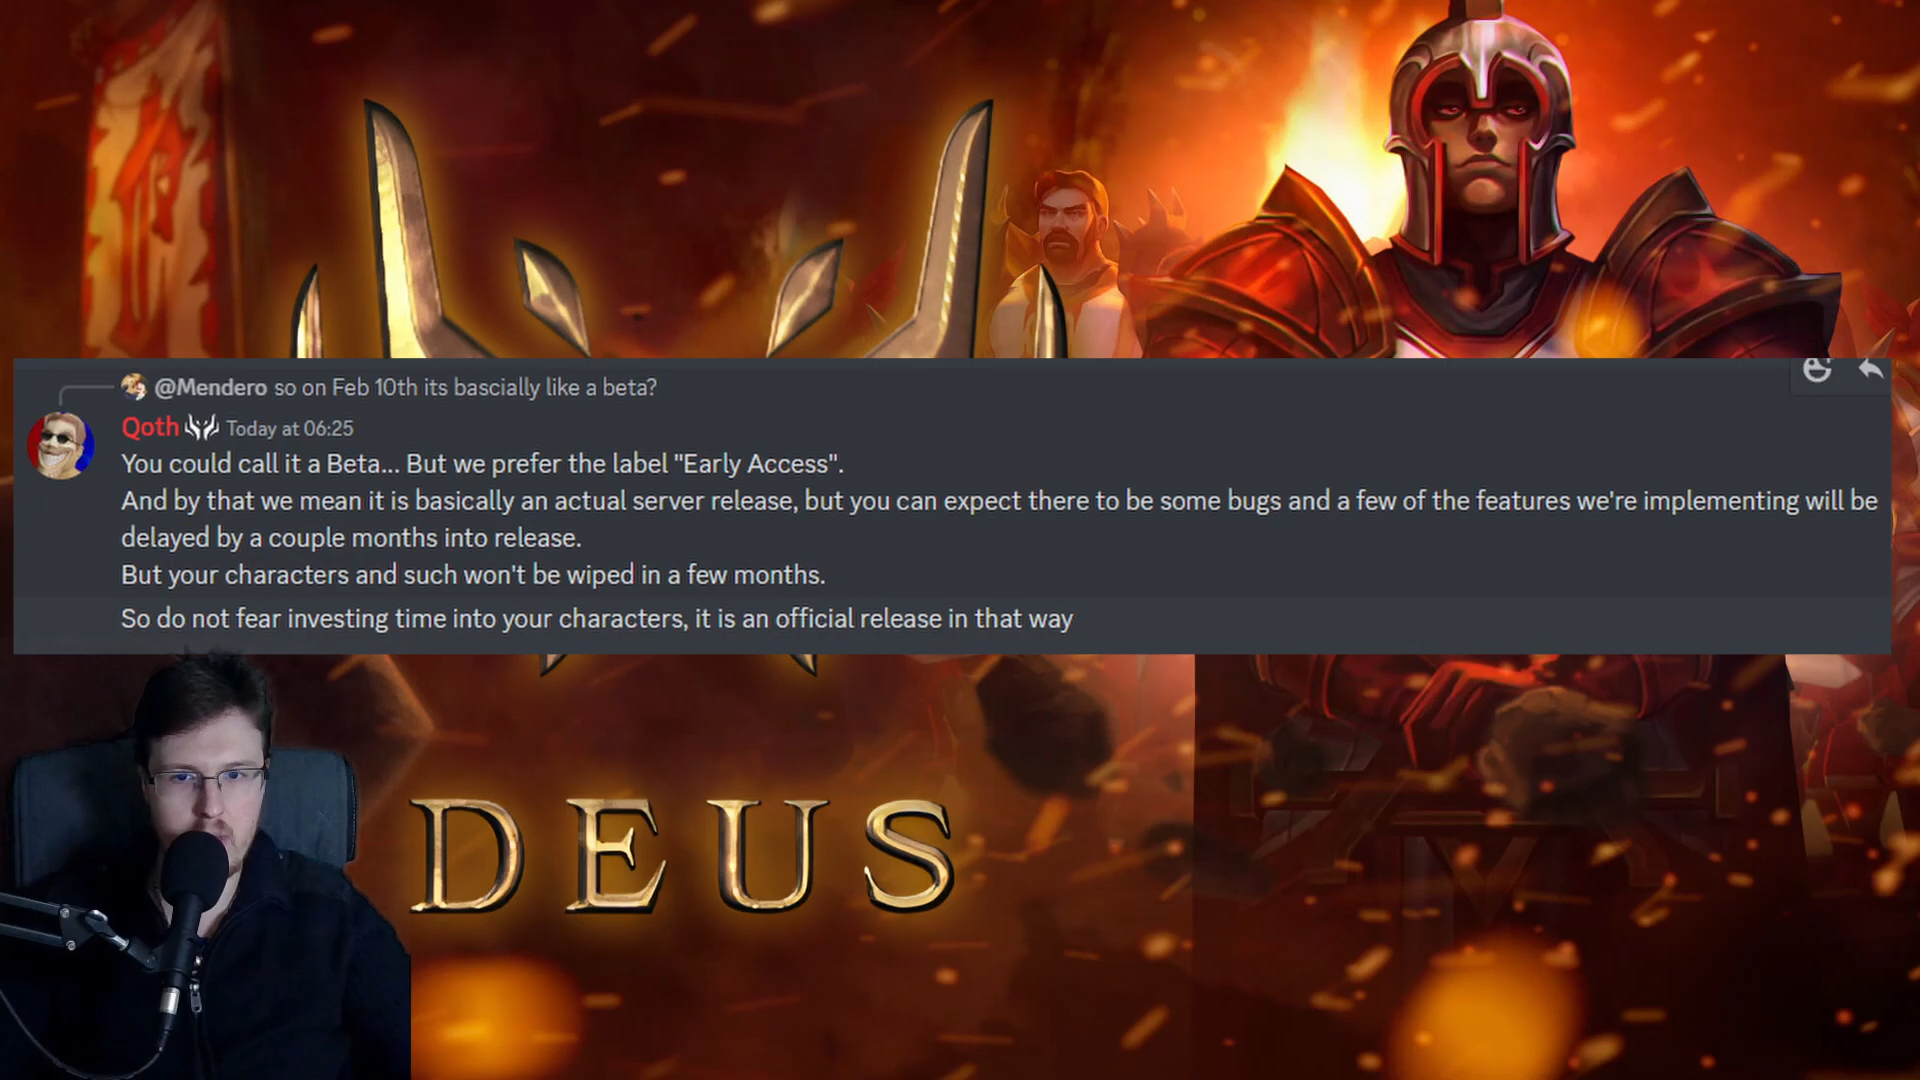 @Mendero so on Feb 10th its bascially like a beta?
Qoth Today at 06:25
You could call it a Beta... But we prefer the label "Early Access".
And by that we mean it is basically an actual server release, but you can expect there to be some bugs and a few of the features we're implementing will be
delayed by a couple months into release.
But your characters and such won't be wiped in a few months.
So do not fear investing time into your characters, it is an official release in that way
DEUS